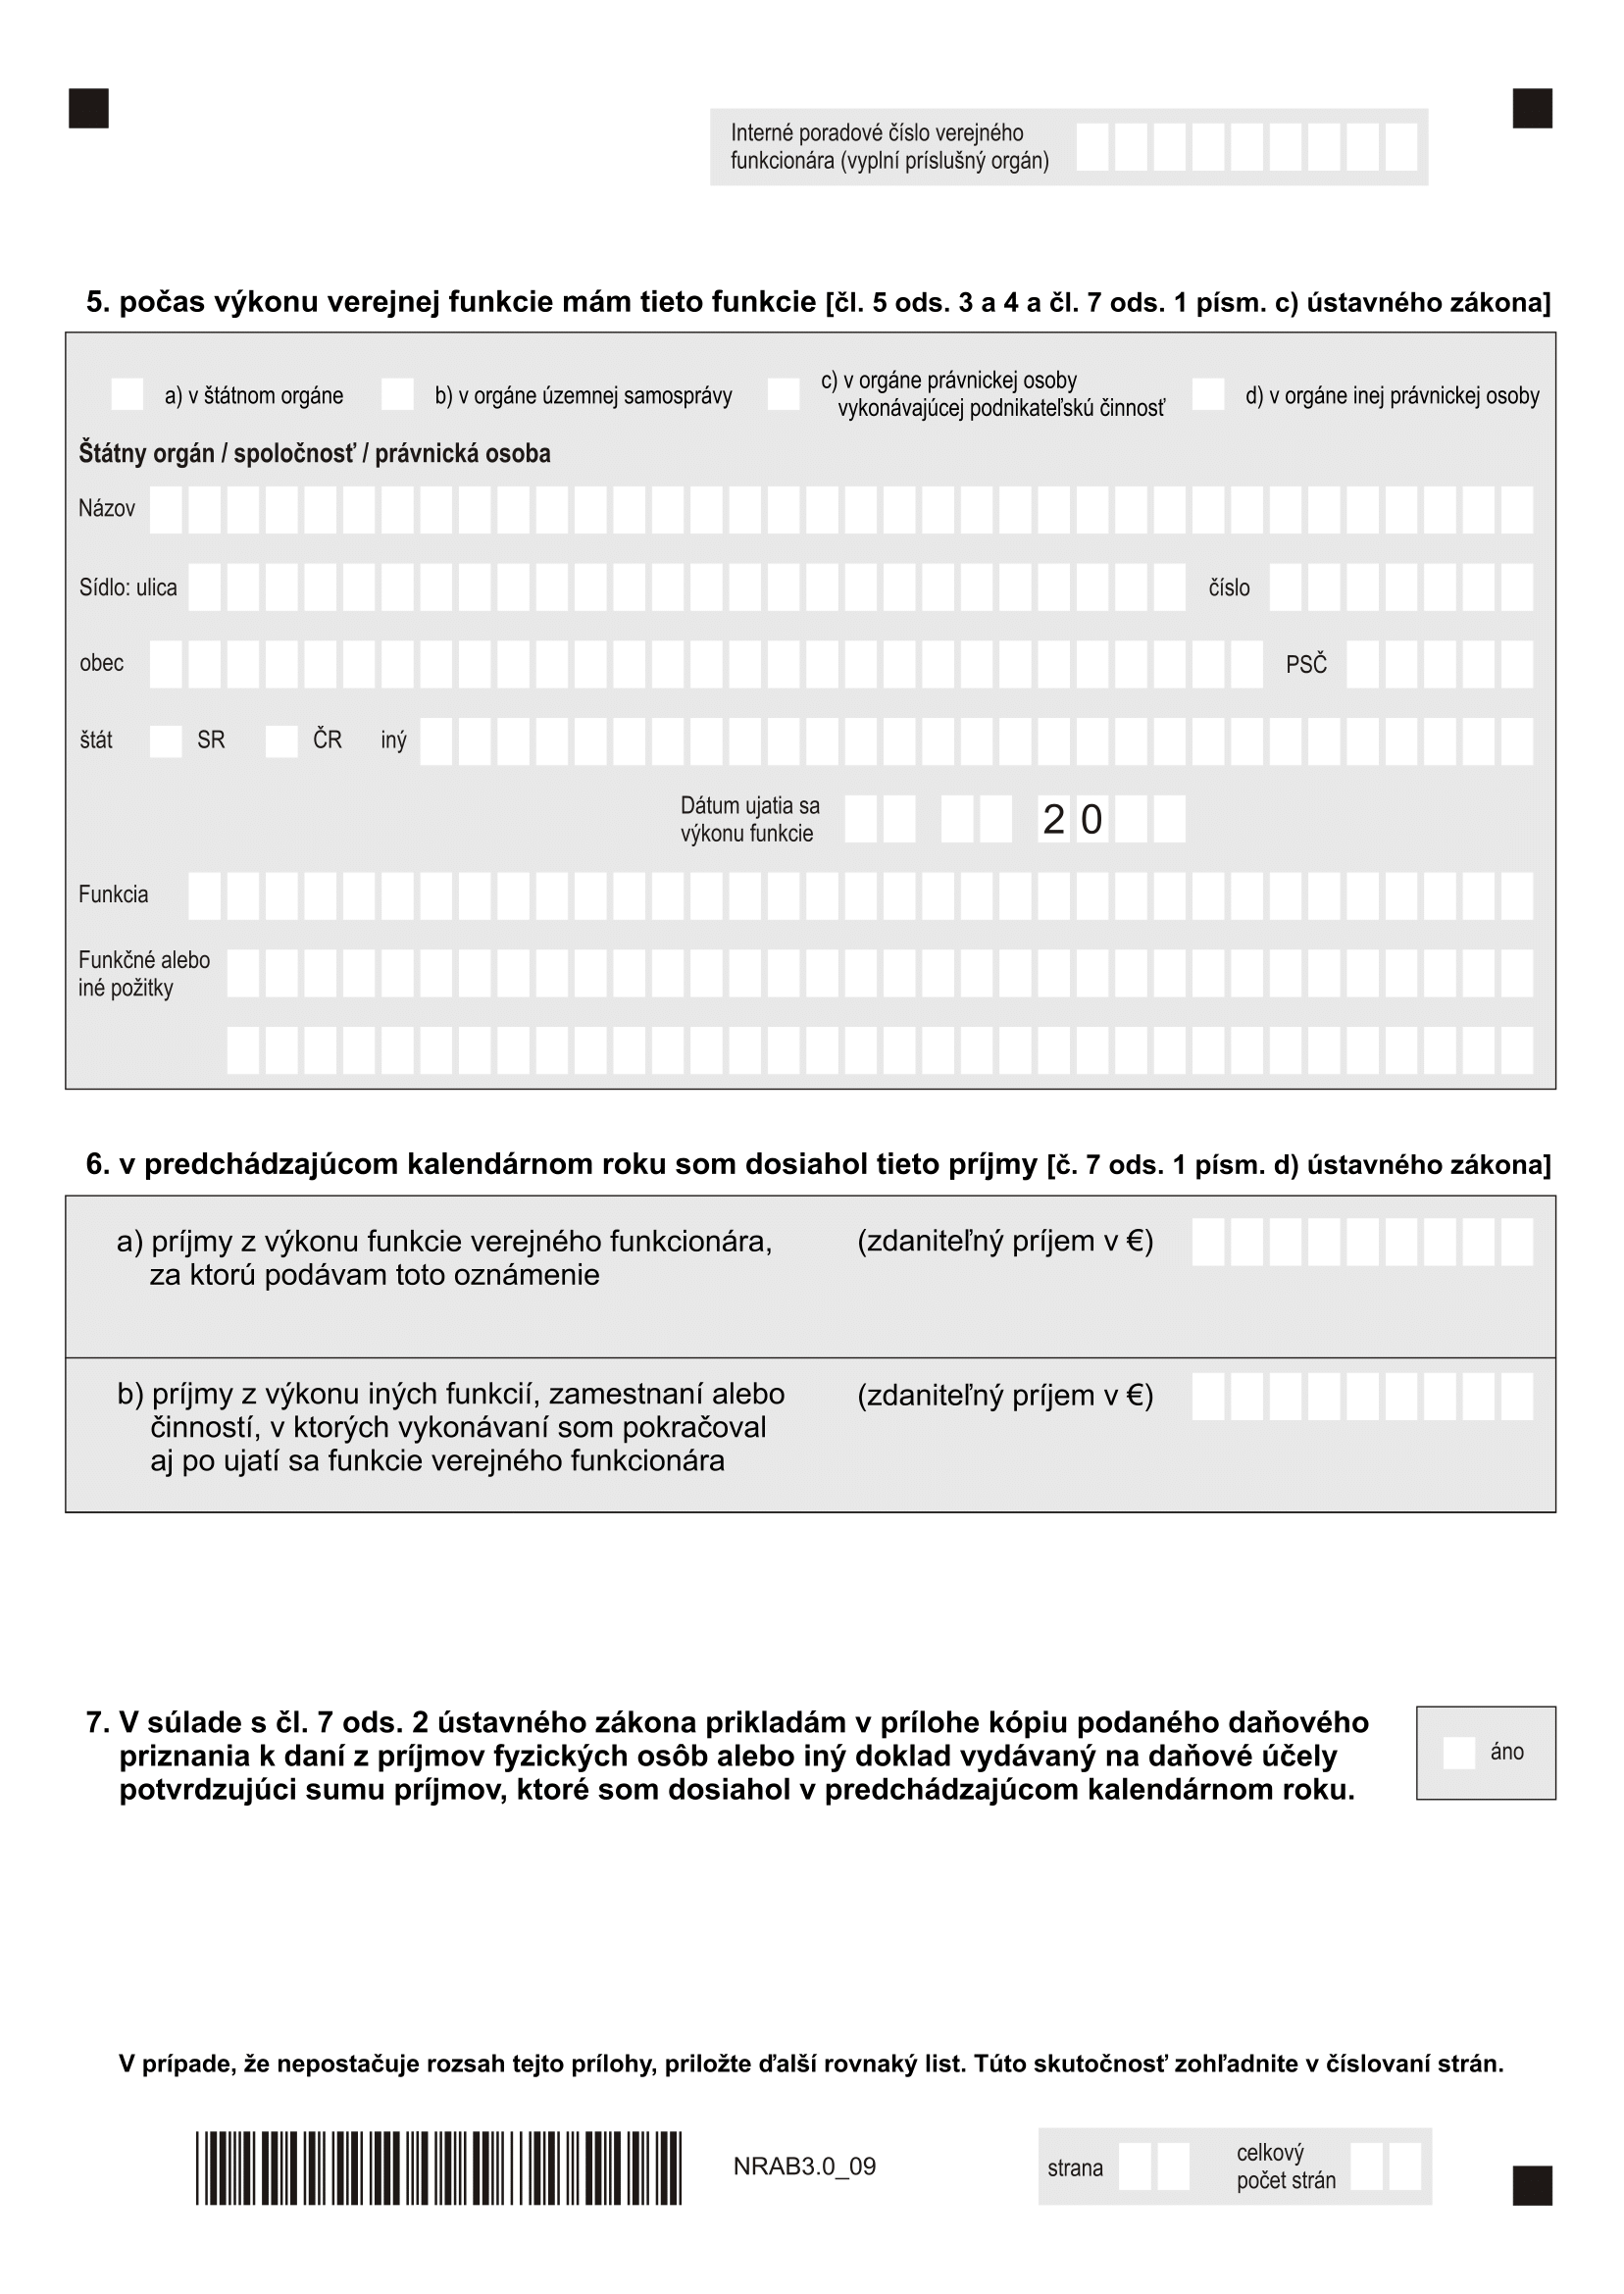 Interné poradové číslo verejného
funkcionára (vyplní príslušný orgán)
5. počas výkonu verejnej funkcie mám tieto funkcie [čl. 5 ods. 3 a 4 a čl. 7 ods. 1 písm. c) ústavného zákona]
a) v štátnom orgáne
b) v orgáne územnej samosprávy
c) v orgáne právnickej osoby
vykonávajúcej podnikateľskú činnosť
d) v orgáne inej právnickej osoby
Štátny orgán / spoločnosť / právnická osoba
Názov
Sídlo: ulica číslo
obec PSČ
štát SR ČR iný
Dátum ujatia sa
výkonu funkcie 20
Funkcia
Funkčné alebo
iné požitky
6. v predchádzajúcom kalendárnom roku som dosiahol tieto príjmy [č. 7 ods. 1 písm. d) ústavného zákona]
a) príjmy z výkonu funkcie verejného funkcionára, (zdaniteľný príjem v €)
za ktorú podávam toto oznámenie
b) príjmy z výkonu iných funkcií, zamestnaní alebo (zdaniteľný príjem v €)
činností, v ktorých vykonávaní som pokračoval
aj po ujatí sa funkcie verejného funkcionára
7. V súlade s čl. 7 ods. 2 ústavného zákona prikladám v prílohe kópiu podaného daňového
priznania k daní z príjmov fyzických osôb alebo iný doklad vydávaný na daňové účely
potvrdzujúci sumu príjmov, ktoré som dosiahol v predchádzajúcom kalendárnom roku.
áno
V prípade, že nepostačuje rozsah tejto prílohy, priložte ďalší rovnaký list. Túto skutočnosť zohľadnite v číslovaní strán.
NRAB3.0_09
strana
celkový
počet strán